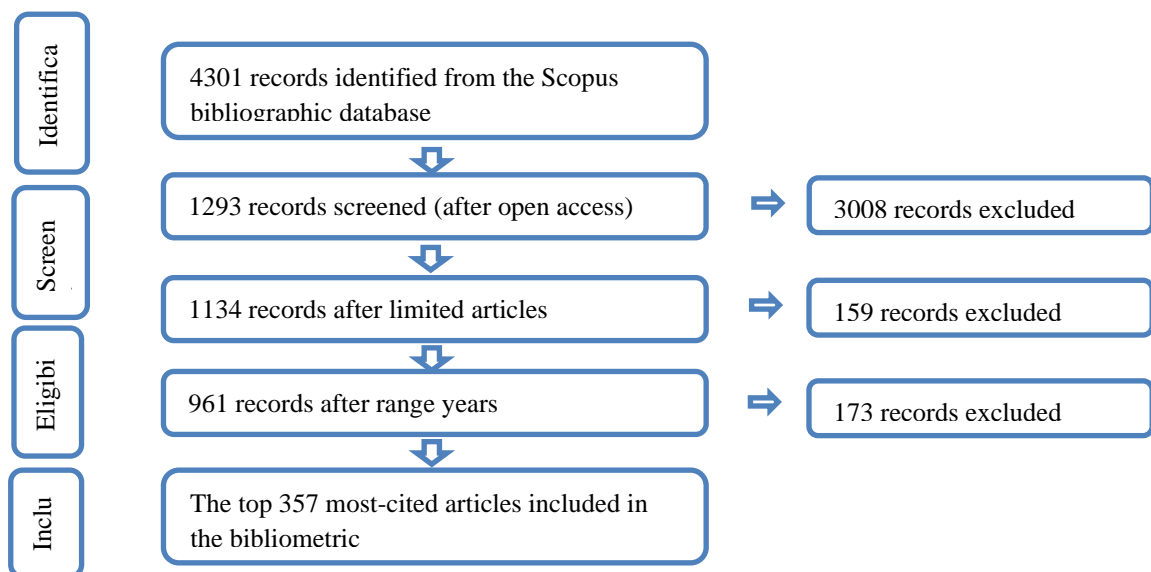 Identifica
4301 records identified from the Scopus
bibliographic database
Screen
1293 records screened (after open access)
3008 records excluded
1134 records after limited articles
159 records excluded
Eligibi
961 records after range years
173 records excluded
Inclu
The top 357 most-cited articles included in
the bibliometric